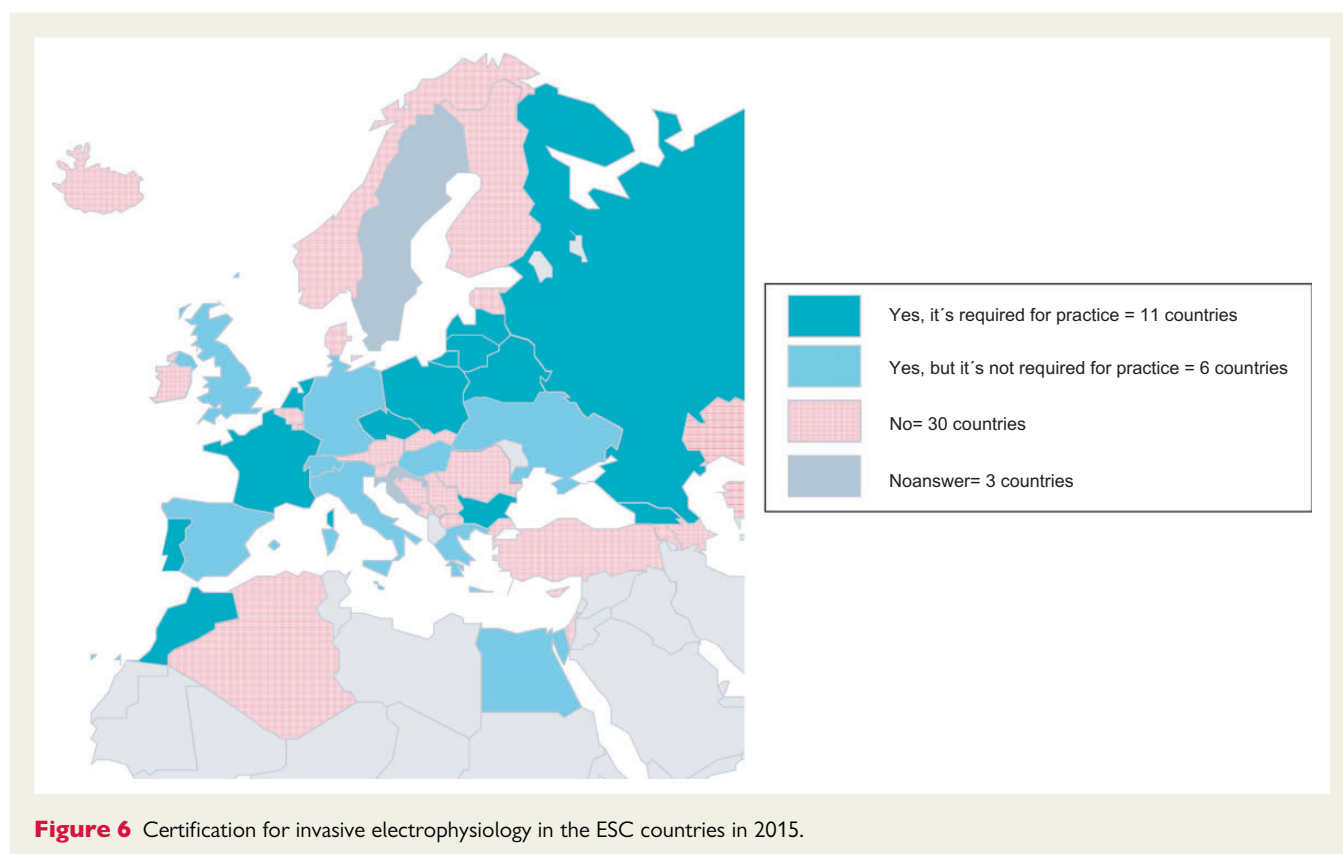 Yes, it´s required for practice = 11 countries
Yes, but it´s not required for practice = 6 countries
No= 30 countries
Noanswer= 3 countries
Figure 6 Certification for invasive electrophysiology in the ESC countries in 2015.